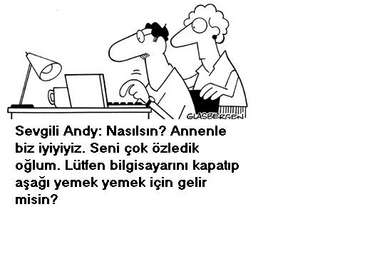 GLASBERGEN
Sevgili Andy: Nasılsın? Annenle
biz iyiyiyiz. Seni çok özledik
oğlum. Lütfen bilgisayarını kapatıp
aşağı yemek yemek için gelir
misin?